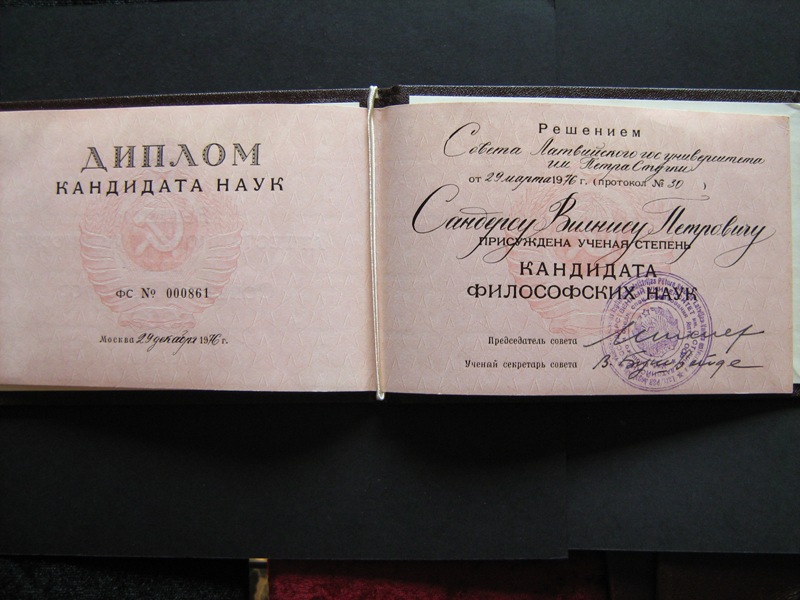 ДИПЛОМ
КАНДИДАТА НАУК
ФС № 000861
Москва 29 декабря 1976 г.
Решением
Совета Латвийского гос университета
им. Петра Стучки
от 29 марта 1976 г. (протокол № 30 )
Сандерсу Вилнису Петровичу
ПРИСУЖДЕНА УЧЕНАЯ СТЕПЕНЬ
КАНДИДАТА
ФИЛОСОФСКИХ НАУК
Председатель совета
Ученый секретарь совета